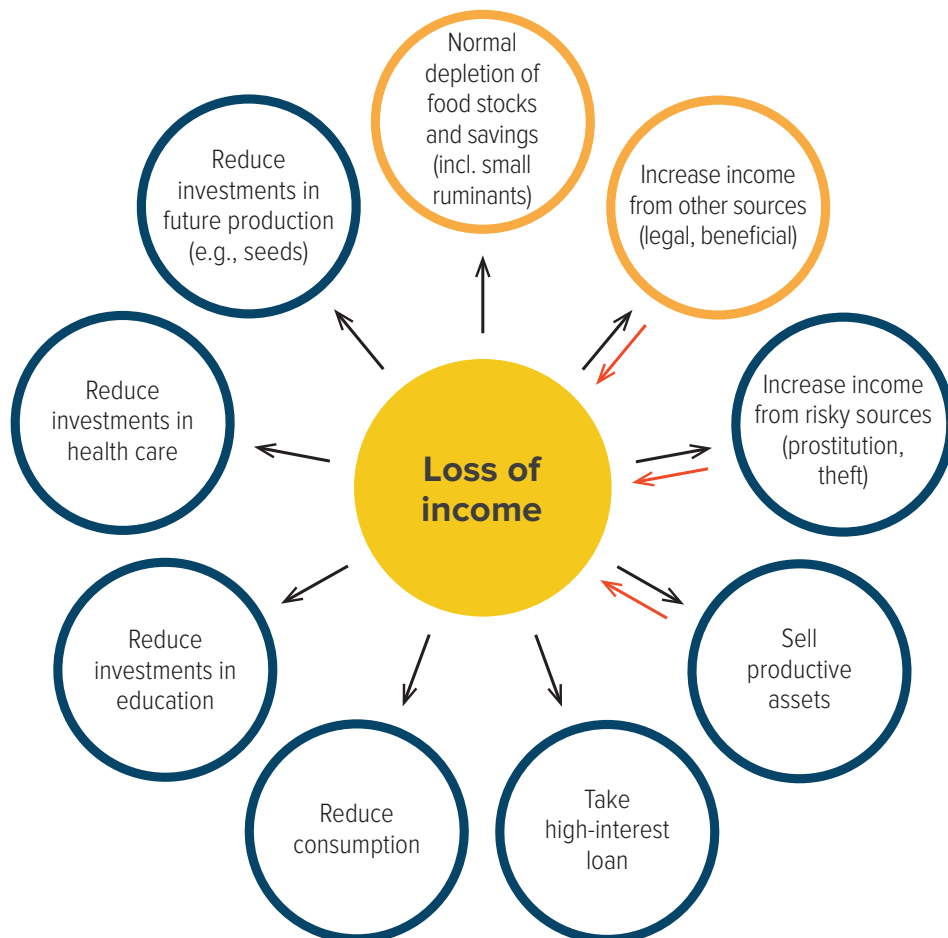 Normal
depletion of
food stocks
and savings
(incl. small
ruminants)
Increase income
from other sources
(legal, beneficial)
Increase income
from risky sources
(prostitution,
theft)
Sell
productive
assets
Take
high-interest
loan
Reduce
consumption
Reduce
investments in
education
Reduce
investments in
health care
Reduce
investments in
future production
(e.g., seeds)
Loss of
income